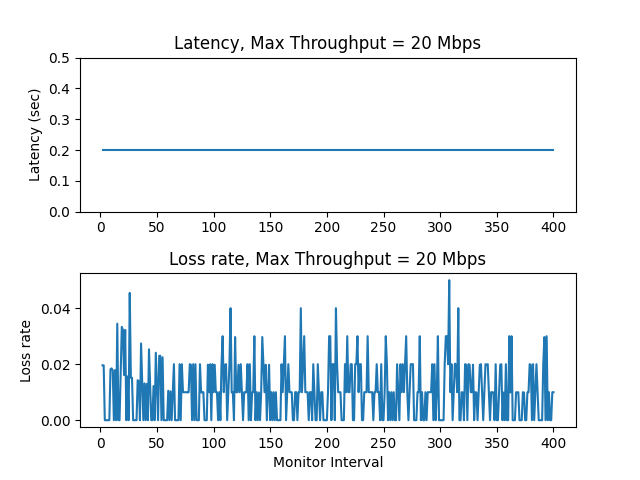 Latency, Max Throughput = 20 Mbps
0.5
0.4
0.3
0.2
0.1
0.0
Latency (sec)
0 50 100 150 200 250 300 350 400
Loss rate, Max Throughput = 20 Mbps
0.04
0.02
0.00
Loss rate
0 50 100 150 200 250 300 350 400
Monitor Interval